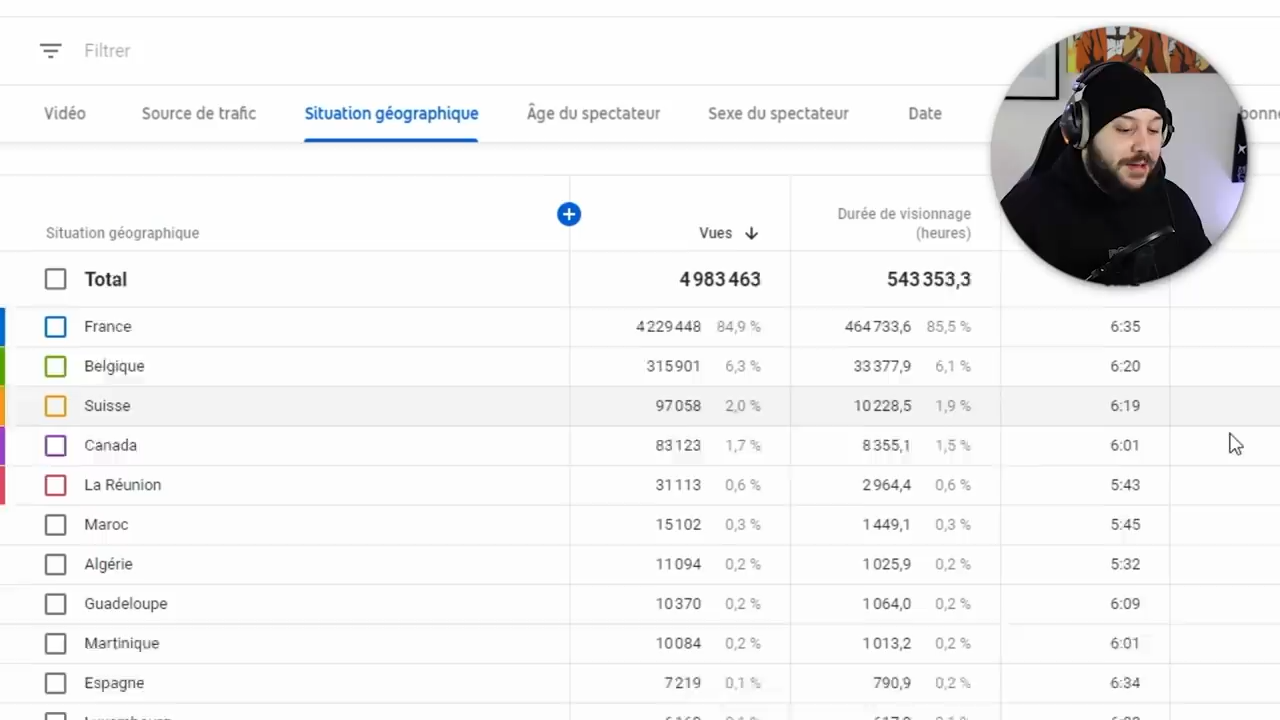 Filtrer
Vidéo Source de trafic Situation géographique Âge du spectateur Sexe du spectateur Date
Situation géographique Vues Durée de visionnage
(heures)
Total 4 983 463 543 353,3
France 4 229 448 84,9 % 464 733,6 85,5 % 6:35
Belgique 315 901 6,3 % 33 377,9 6,1 % 6:20
Suisse 97 058 2,0 % 10 228,5 1,9 % 6:19
Canada 83 123 1,7 % 8 355,1 1,5 % 6:01
La Réunion 31 113 0,6 % 2 964,4 0,6 % 5:43
Maroc 15 102 0,3 % 1 449,1 0,3 % 5:45
Algérie 11 094 0,2 % 1 025,9 0,2 % 5:32
Guadeloupe 10 370 0,2 % 1 064,0 0,2 % 6:09
Martinique 10 084 0,2 % 1 013,2 0,2 % 6:01
Espagne 7 219 0,1 % 790,9 0,2 % 6:34